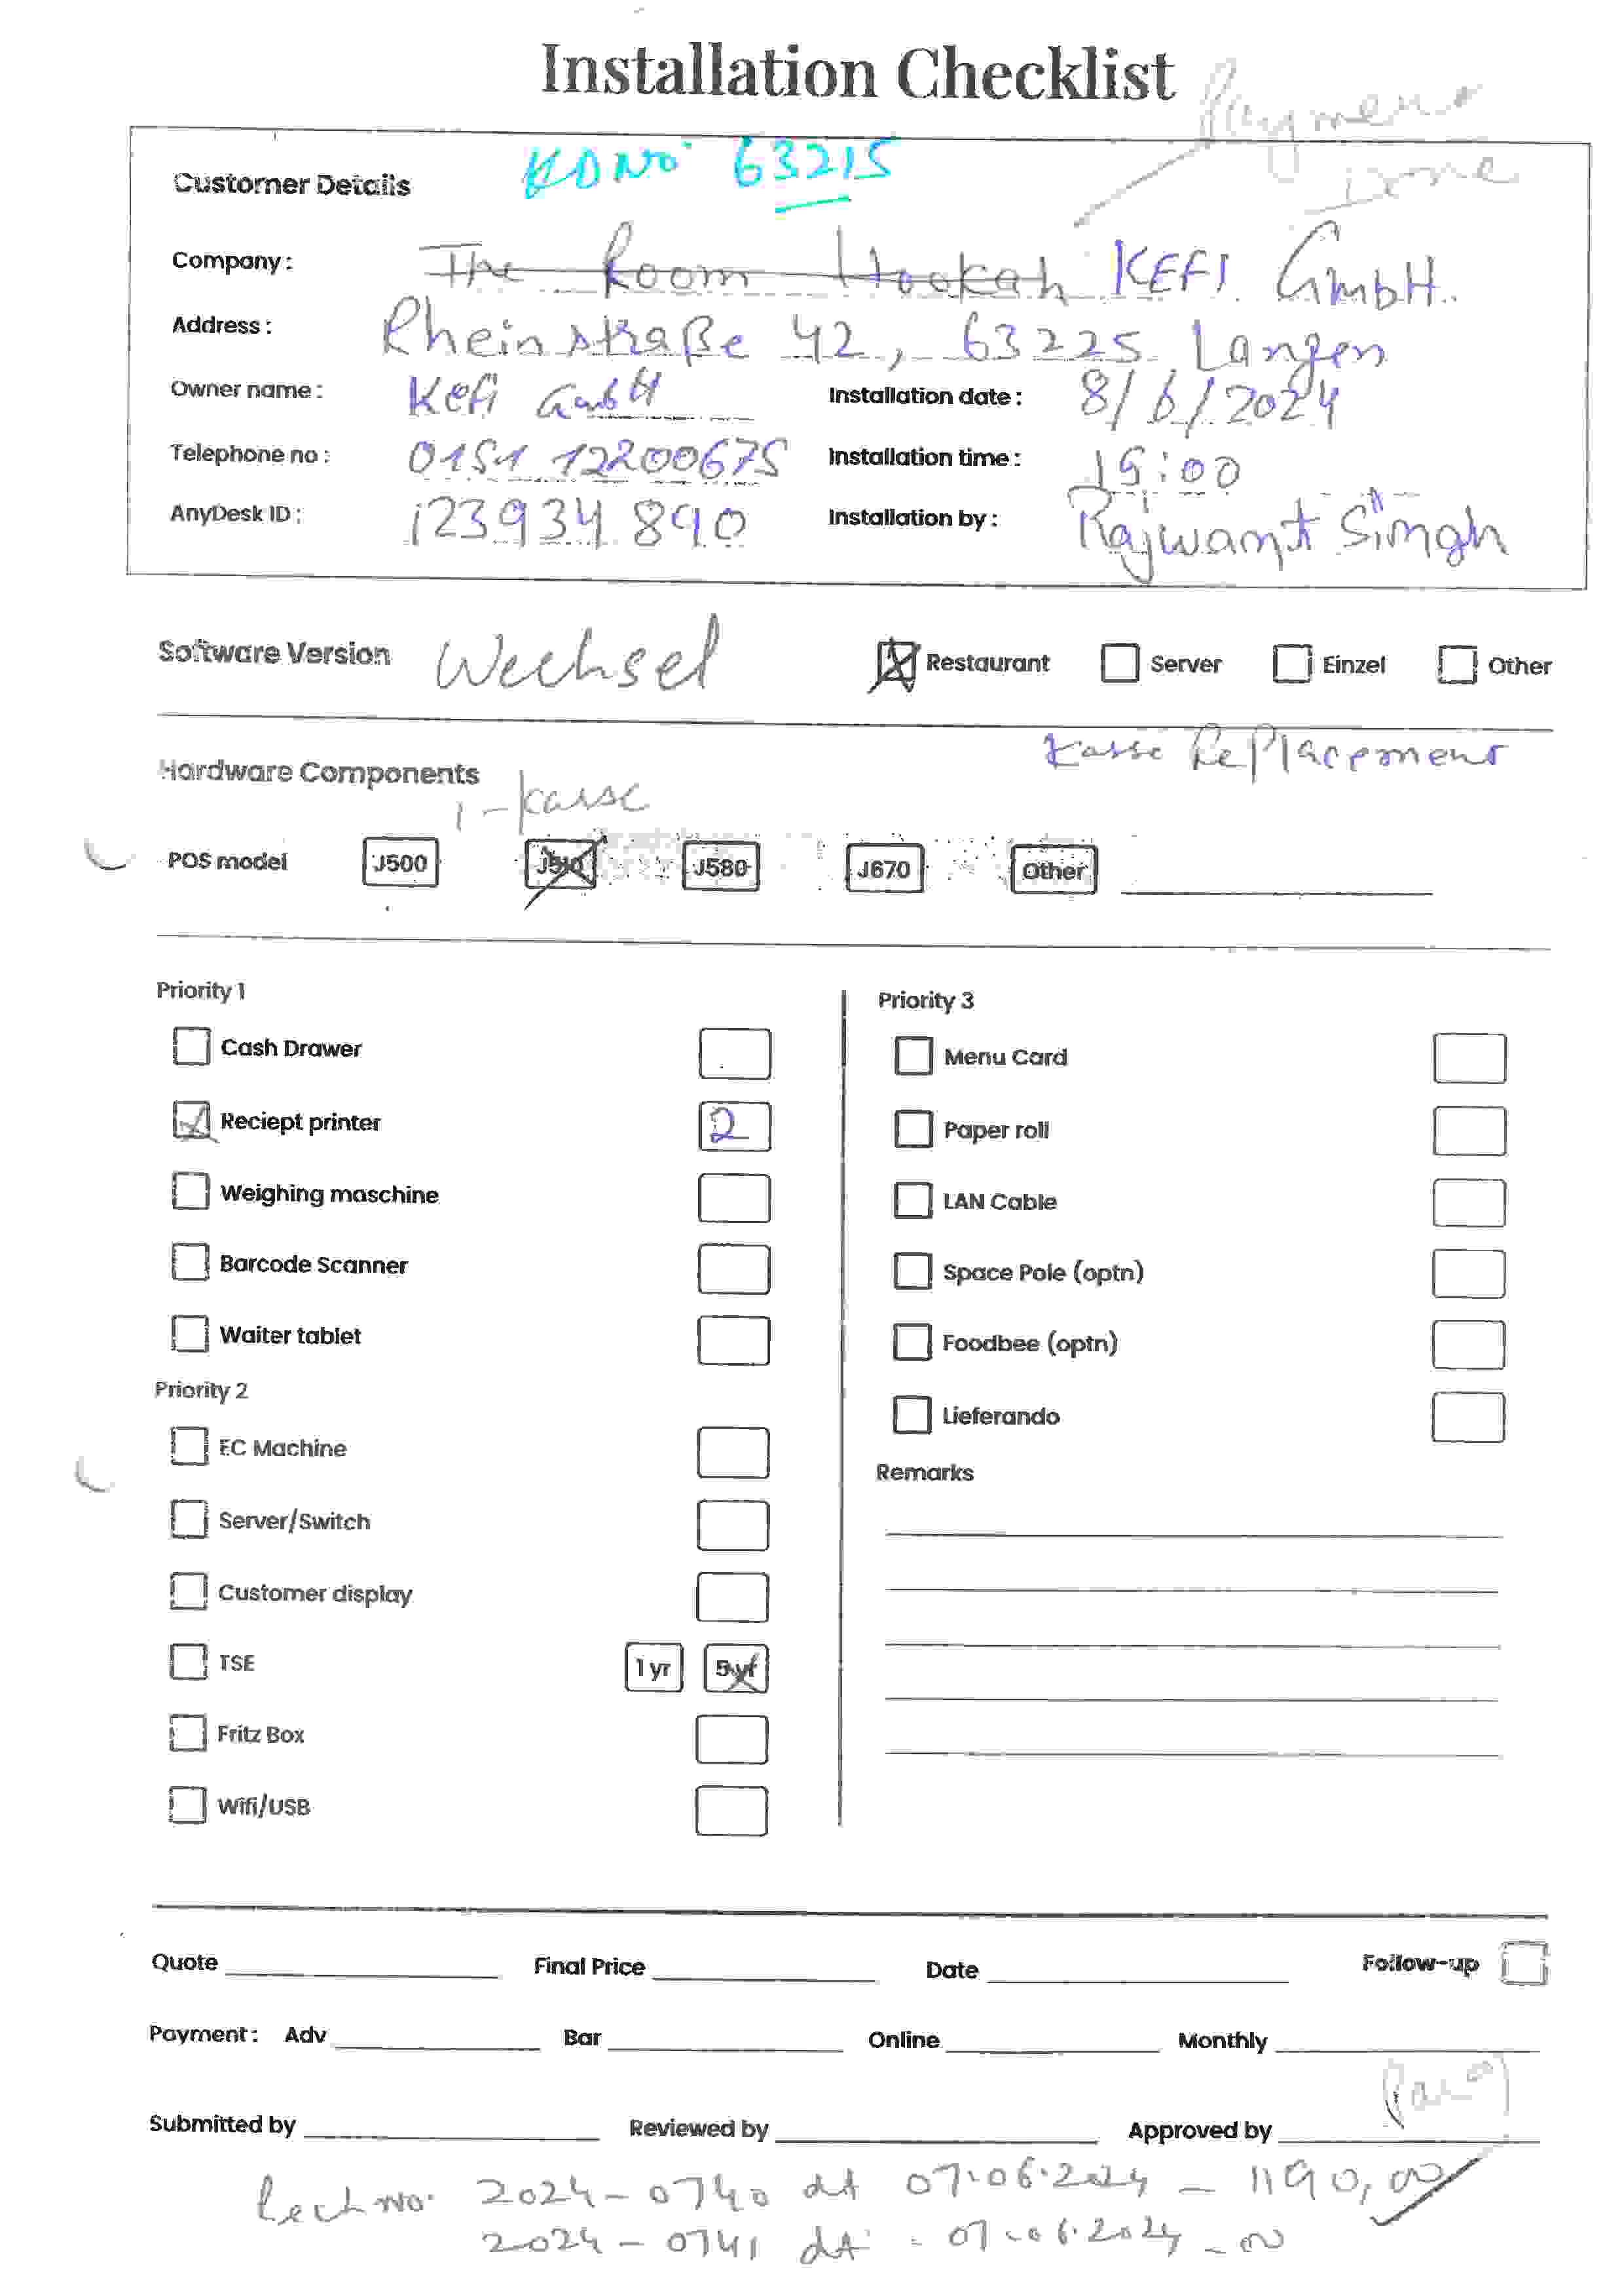 Installation Checklist
Payment
Done
Customer Details KD No 63215
Company: The Room Hookah KEFI GmbH.
Address: Rheinstraße 42, 63225 Langen
Owner name: Kefi GmbH Installation date: 8/6/2024
Telephone no: 0151 12200675 Installation time: 15:00
AnyDesk ID: 123934890 Installation by: Rajwant Singh
Software Version Wechsel Restaurant Server Einzel Other
Kasse Replacement
Hardware Components
1-kasse
POS model J500 J510 J580 J670 Other
Priority 1
Cash Drawer
Reciept printer 2
Weighing maschine
Barcode Scanner
Waiter tablet
Priority 2
EC Machine
Server/Switch
Customer display
TSE 1 yr 5 yr
Fritz Box
Wifi/USB
Priority 3
Menu Card
Paper roll
LAN Cable
Space Pole (optn)
Foodbee (optn)
Lieferando
Remarks
Quote Final Price Date Follow-up
Payment: Adv Bar Online Monthly
Submitted by Reviewed by Approved by
Rech no. 2024-0740 dt 07.06.2024 - 1190,00
2024-0741 dt. 07.06.2024 - 00